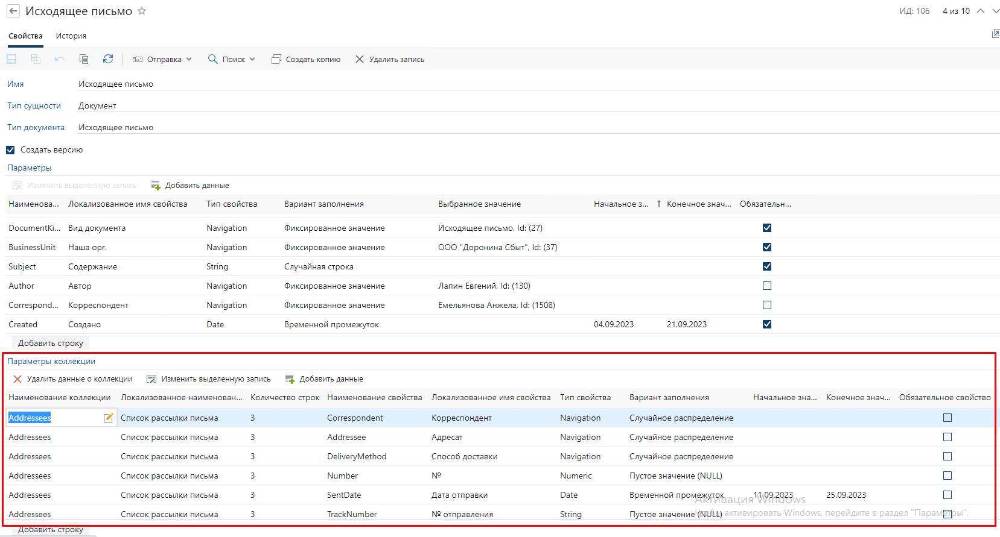 Исходящее письмо
ИД: 106 4 из 10
Свойства История
Отправка Поиск Создать копию Удалить запись
Имя Исходящее письмо
Тип сущности Документ
Тип документа Исходящее письмо
Создать версию
Параметры
Изменить выделенную запись Добавить данные
Наименова... Локализованное имя свойства Тип свойства Вариант заполнения Выбранное значение Начальное з... Конечное знач... Обязательн...
DocumentKi... Вид документа Navigation Фиксированное значение Исходящее письмо, Id: (27)
BusinessUnit Наша орг. Navigation Фиксированное значение ООО "Доронина Сбыт", Id: (37)
Subject Содержание String Случайная строка
Author Автор Navigation Фиксированное значение Лапин Евгений, Id: (130)
Correspond... Корреспондент Navigation Фиксированное значение Емельянова Анжела, Id: (1508)
Created Создано Date Временной промежуток 04.09.2023 21.09.2023
Добавить строку
Параметры коллекции
Удалить данные о коллекции Изменить выделенную запись Добавить данные
Наименование коллекции Локализованное наименован... Количество строк Наименование свойства Локализованное имя свойства Тип свойства Вариант заполнения Начальное зна... Конечное знач... Обязательное свойство
Addressees Список рассылки письма 3 Correspondent Корреспондент Navigation Случайное распределение
Addressees Список рассылки письма 3 Addressee Адресат Navigation Случайное распределение
Addressees Список рассылки письма 3 DeliveryMethod Способ доставки Navigation Случайное распределение
Addressees Список рассылки письма 3 Number № Numeric Пустое значение (NULL)
Addressees Список рассылки письма 3 SentDate Дата отправки Date Временной промежуток 11.09.2023 25.09.2023
Активация Windows
Addressees Список рассылки письма 3 TrackNumber № отправления String Пустое значение (NULL)
Чтобы активировать Windows, перейдите в раздел "Параметры".
Добавить строку